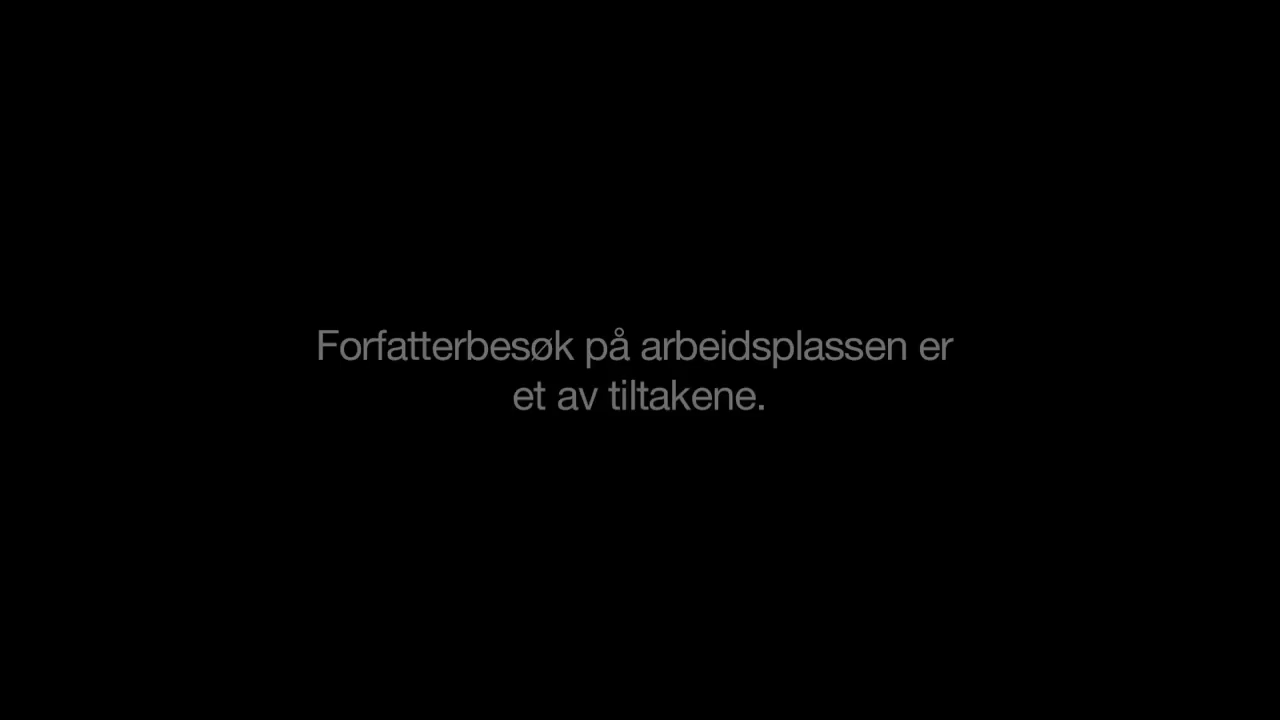 Forfatterbesøk på arbeidsplassen er
et av tiltakene.